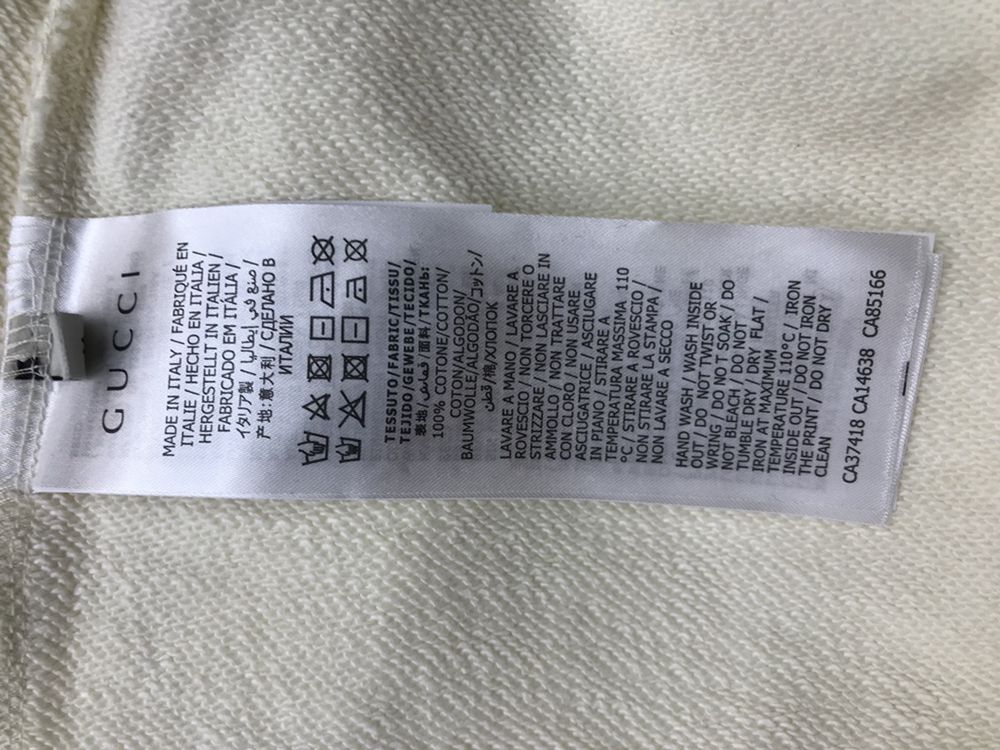 GUCCI
MADE IN ITALY / FABRIQUÉ EN
ITALIE / HECHO EN ITALIA /
HERGESTELLT IN ITALIEN /
FABRICADO EM ITÁLIA /
イタリア製 / صنع في إيطاليا /
产地:意大利 / СДЕЛАНО В
ИТАЛИИ
TESSUTO/FABRIC/TISSU/
TEJIDO/GEWEBE/TECIDO/
表地/قماش/面料/ТКАНЬ:
100% COTONE/COTTON/
COTON/ALGODON/
BAUMWOLLE/ALGODÃO/コットン/
قطن/棉/ХЛОПОК
LAVARE A MANO / LAVARE A
ROVESCIO / NON TORCERE O
STRIZZARE / NON LASCIARE IN
AMMOLLO / NON TRATTARE
CON CLORO / NON USARE
ASCIUGATRICE / ASCIUGARE
IN PIANO / STIRARE A
TEMPERATURA MASSIMA 110
°C / STIRARE A ROVESCIO /
NON STIRARE LA STAMPA /
NON LAVARE A SECCO
HAND WASH / WASH INSIDE
OUT / DO NOT TWIST OR
WRING / DO NOT SOAK / DO
NOT BLEACH / DO NOT
TUMBLE DRY / DRY FLAT /
IRON AT MAXIMUM
TEMPERATURE 110°C / IRON
INSIDE OUT / DO NOT IRON
THE PRINT / DO NOT DRY
CLEAN
CA37418 CA14638 CA85166